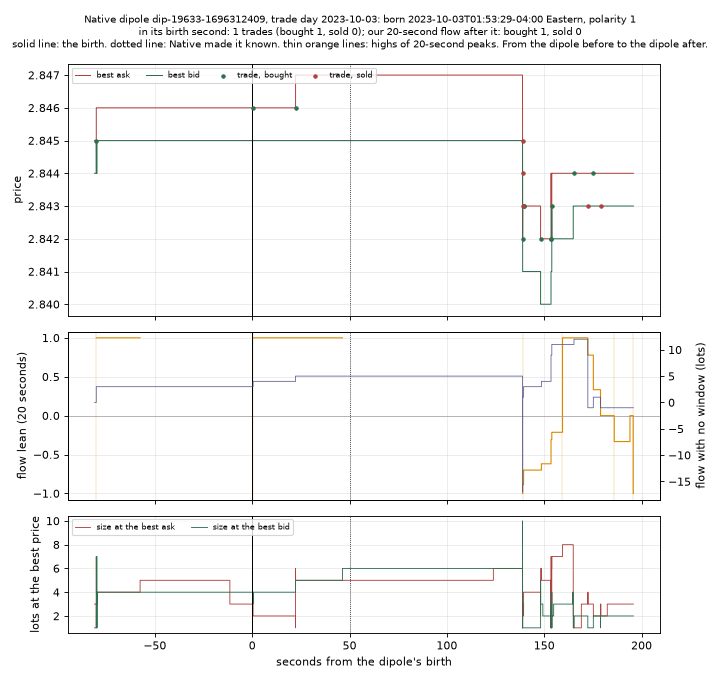 Native dipole dip-19633-1696312409, trade day 2023-10-03: born 2023-10-03T01:53:29-04:00 Eastern, polarity 1
in its birth second: 1 trades (bought 1, sold 0); our 20-second flow after it: bought 1, sold 0
solid line: the birth. dotted line: Native made it known. thin orange lines: highs of 20-second peaks. From the dipole before to the dipole after.
best ask best bid trade, bought trade, sold
2.847
2.846
2.845
2.844
2.843
2.842
2.841
2.840
price
1.0
0.5
0.0
−0.5
−1.0
flow lean (20 seconds)
10
5
0
−5
−10
−15
flow with no window (lots)
size at the best ask size at the best bid
10
8
6
4
2
lots at the best price
−50 0 50 100 150 200
seconds from the dipole's birth